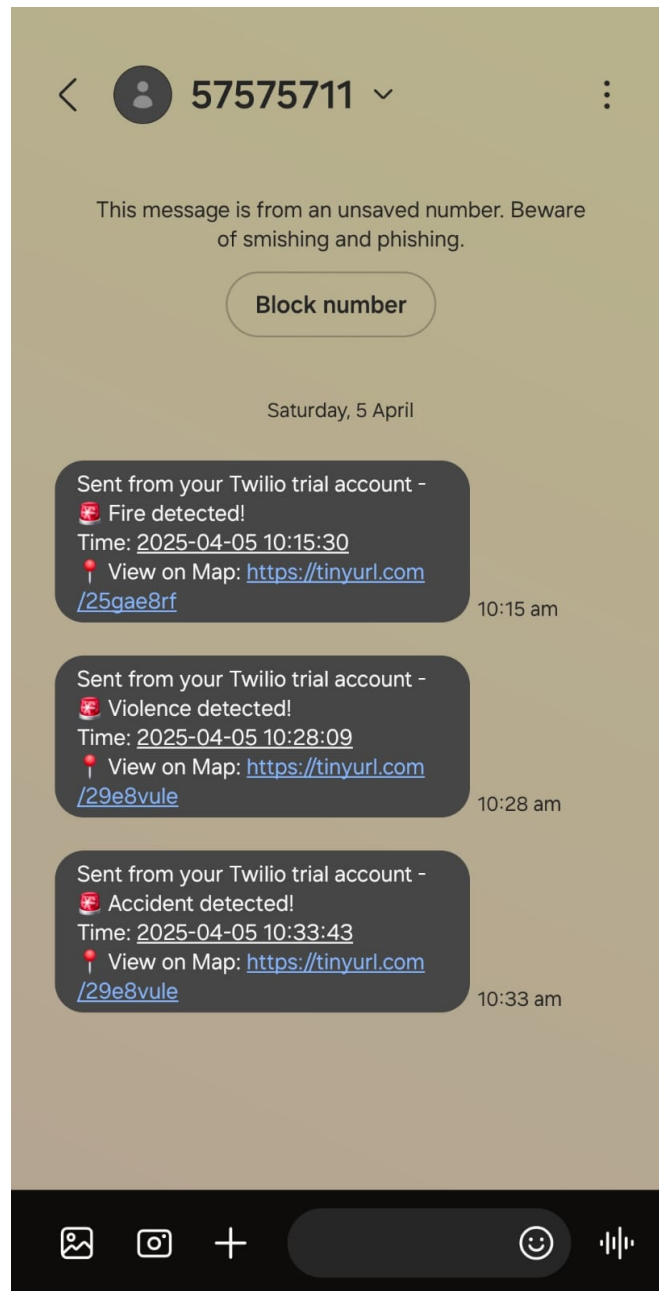 57575711
This message is from an unsaved number. Beware
of smishing and phishing.
Block number
Saturday, 5 April
Sent from your Twilio trial account -
🚨 Fire detected!
Time: 2025-04-05 10:15:30
📍 View on Map: https://tinyurl.com
/25gae8rf
10:15 am
Sent from your Twilio trial account -
🚨 Violence detected!
Time: 2025-04-05 10:28:09
📍 View on Map: https://tinyurl.com
/29e8vule
10:28 am
Sent from your Twilio trial account -
🚨 Accident detected!
Time: 2025-04-05 10:33:43
📍 View on Map: https://tinyurl.com
/29e8vule
10:33 am